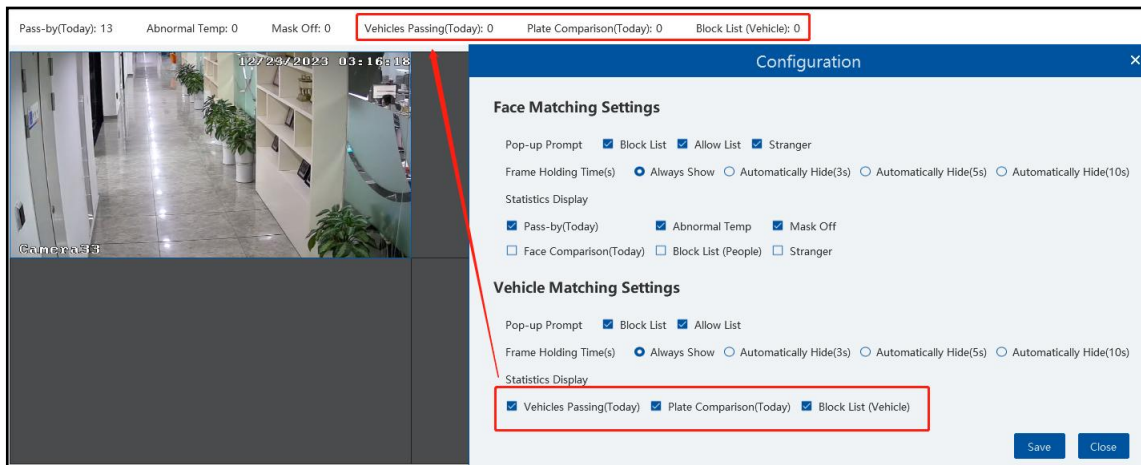 Pass-by(Today): 13 Abnormal Temp: 0 Mask Off: 0 Vehicles Passing(Today): 0 Plate Comparison(Today): 0 Block List (Vehicle): 0
12/29/2023 03:16:18
Camera33
Configuration
Face Matching Settings
Pop-up Prompt Block List Allow List Stranger
Frame Holding Time(s) Always Show Automatically Hide(3s) Automatically Hide(5s) Automatically Hide(10s)
Statistics Display
Pass-by(Today) Abnormal Temp Mask Off
Face Comparison(Today) Block List (People) Stranger
Vehicle Matching Settings
Pop-up Prompt Block List Allow List
Frame Holding Time(s) Always Show Automatically Hide(3s) Automatically Hide(5s) Automatically Hide(10s)
Statistics Display
Vehicles Passing(Today) Plate Comparison(Today) Block List (Vehicle)
Save Close